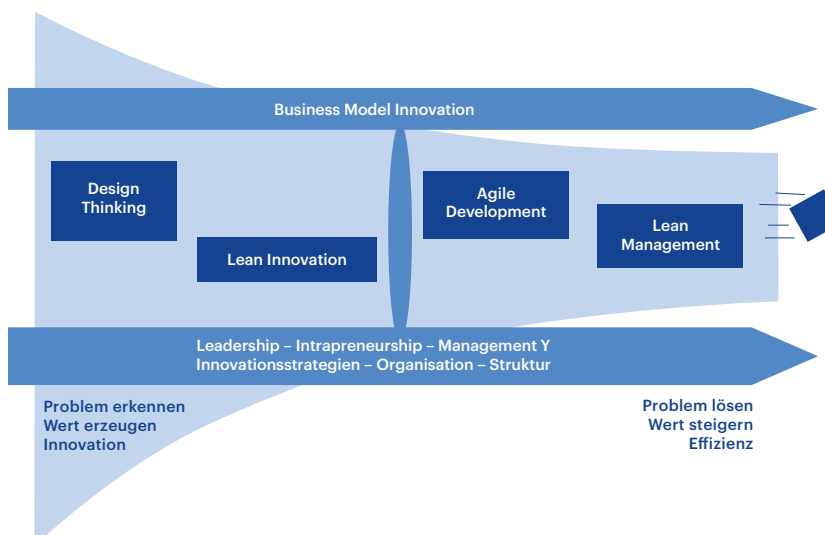 Business Model Innovation
Design
Thinking
Lean Innovation
Agile
Development
Lean
Management
Leadership – Intrapreneurship – Management Y
Innovationsstrategien – Organisation – Struktur
Problem erkennen
Wert erzeugen
Innovation
Problem lösen
Wert steigern
Effizienz